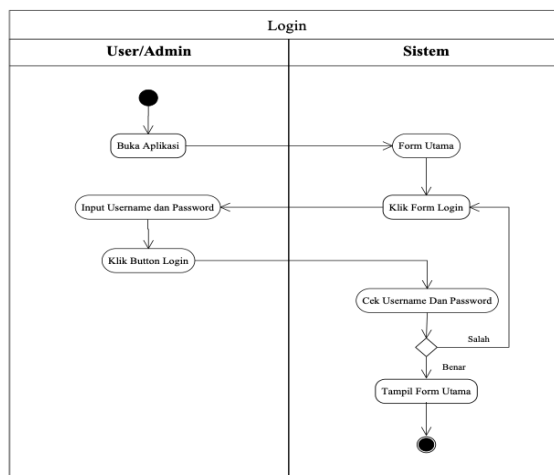 Login
User/Admin
Sistem
Buka Aplikasi
Form Utama
Input Username dan Password
Klik Form Login
Klik Button Login
Cek Username Dan Password
Salah
Benar
Tampil Form Utama